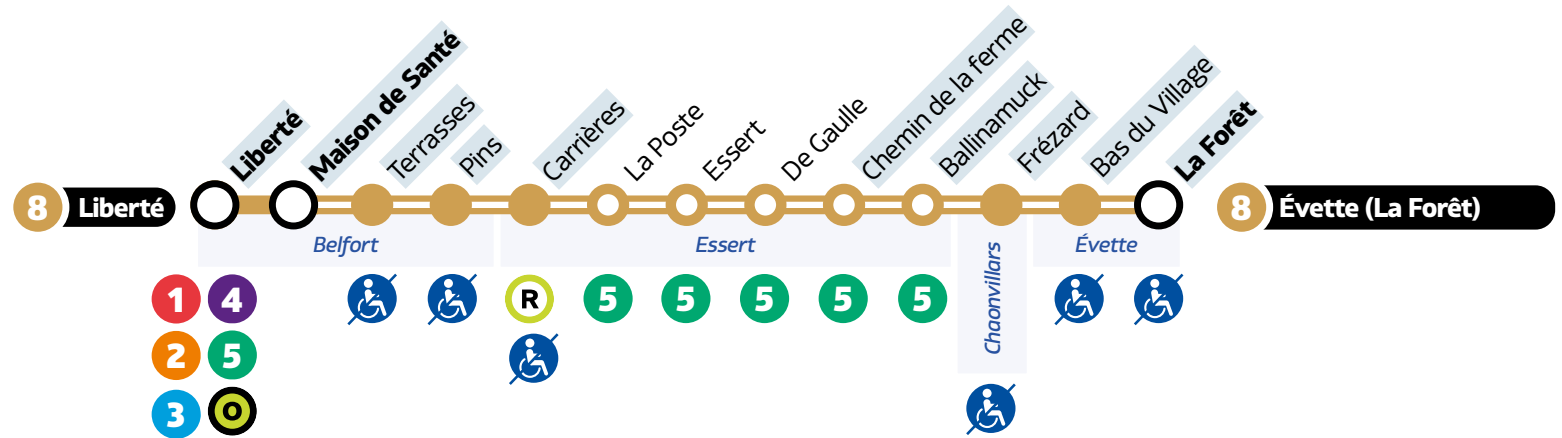 Liberté
Maison de Santé
Terrasses
Pins
Carrières
La Poste
Essert
De Gaulle
Chemin de la ferme
Ballinamuck
Frézard
Bas du Village
La Forêt
8 Liberté
8 Évette (La Forêt)
Belfort
Essert
Chaonvillars
Évette
1 4
2 5
3 O
R
5
5
5
5
5